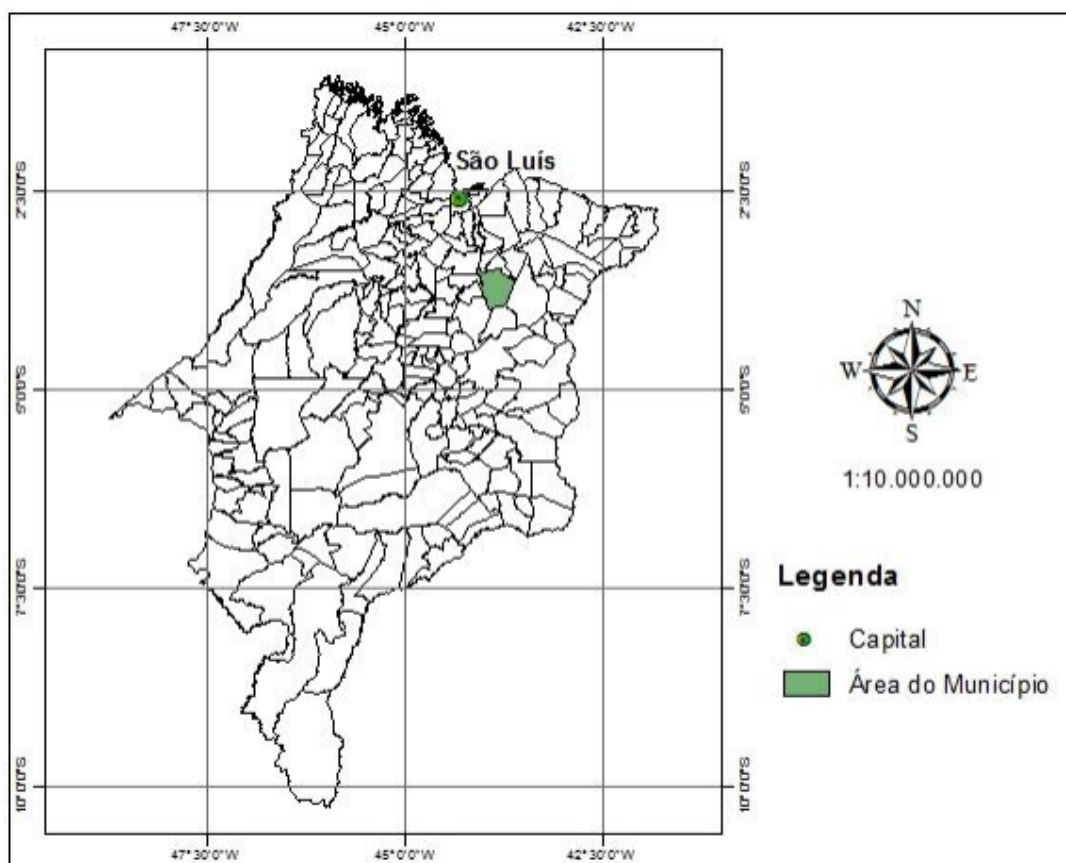 47°30'0"W 45°0'0"W 42°30'0"W
São Luís
2°30'0"S 2°30'0"S
N
W E
S
5°0'0"S 5°0'0"S
1:10.000.000
Legenda
7°30'0"S 7°30'0"S
Capital
Área do Município
10°0'0"S 10°0'0"S
47°30'0"W 45°0'0"W 42°30'0"W